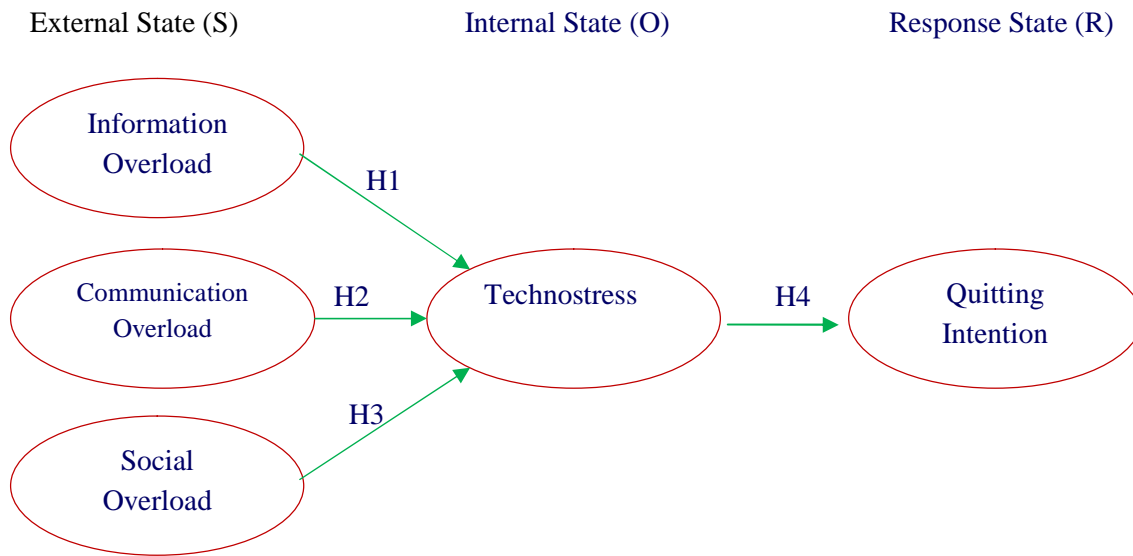 External State (S)
Internal State (O)
Response State (R)
Information
Overload
H1
Communication
Overload
H2
Technostress
H4
Quitting
Intention
H3
Social
Overload